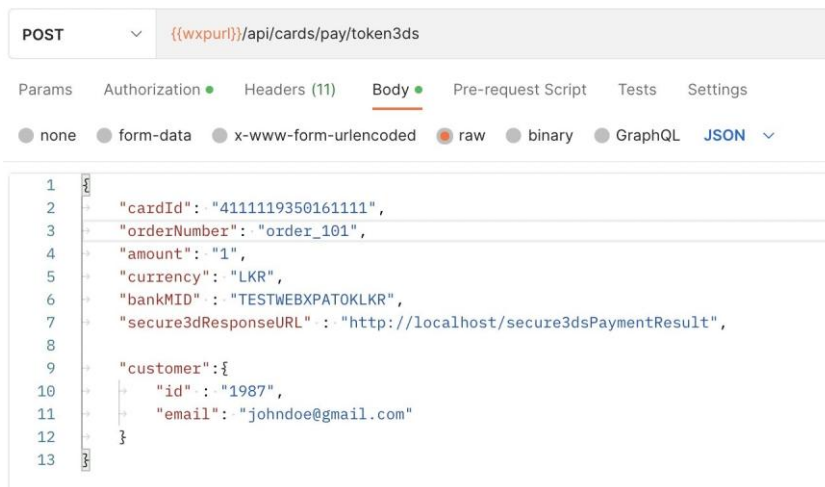 POST {{wxpurl}}/api/cards/pay/token3ds
Params Authorization Headers (11) Body Pre-request Script Tests Settings
none form-data x-www-form-urlencoded raw binary GraphQL JSON
1 {
2 "cardId": "4111119350161111",
3 "orderNumber": "order_101",
4 "amount": "1",
5 "currency": "LKR",
6 "bankMID" : "TESTWEBXPATOKLKR",
7 "secure3dResponseURL" : "http://localhost/secure3dsPaymentResult",
8
9 "customer":{
10 "id" : "1987",
11 "email": "johndoe@gmail.com"
12 }
13 }